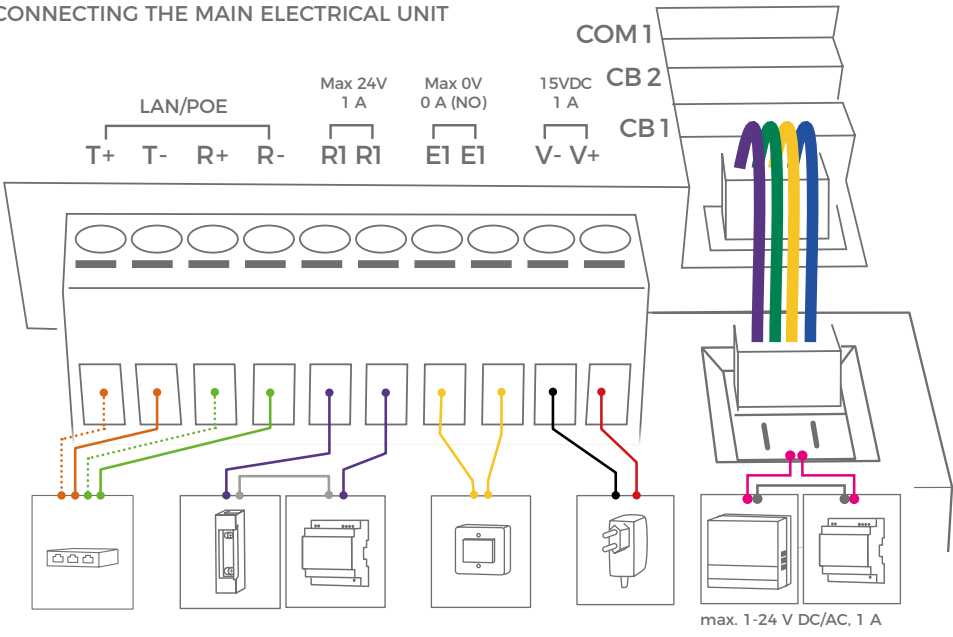 CONNECTING THE MAIN ELECTRICAL UNIT
COM 1
CB 2
CB 1
LAN/POE
Max 24V
1 A
Max 0V
0 A (NO)
15VDC
1 A
T+ T- R+ R- R1 R1 E1 E1 V- V+
max. 1-24 V DC/AC, 1 A